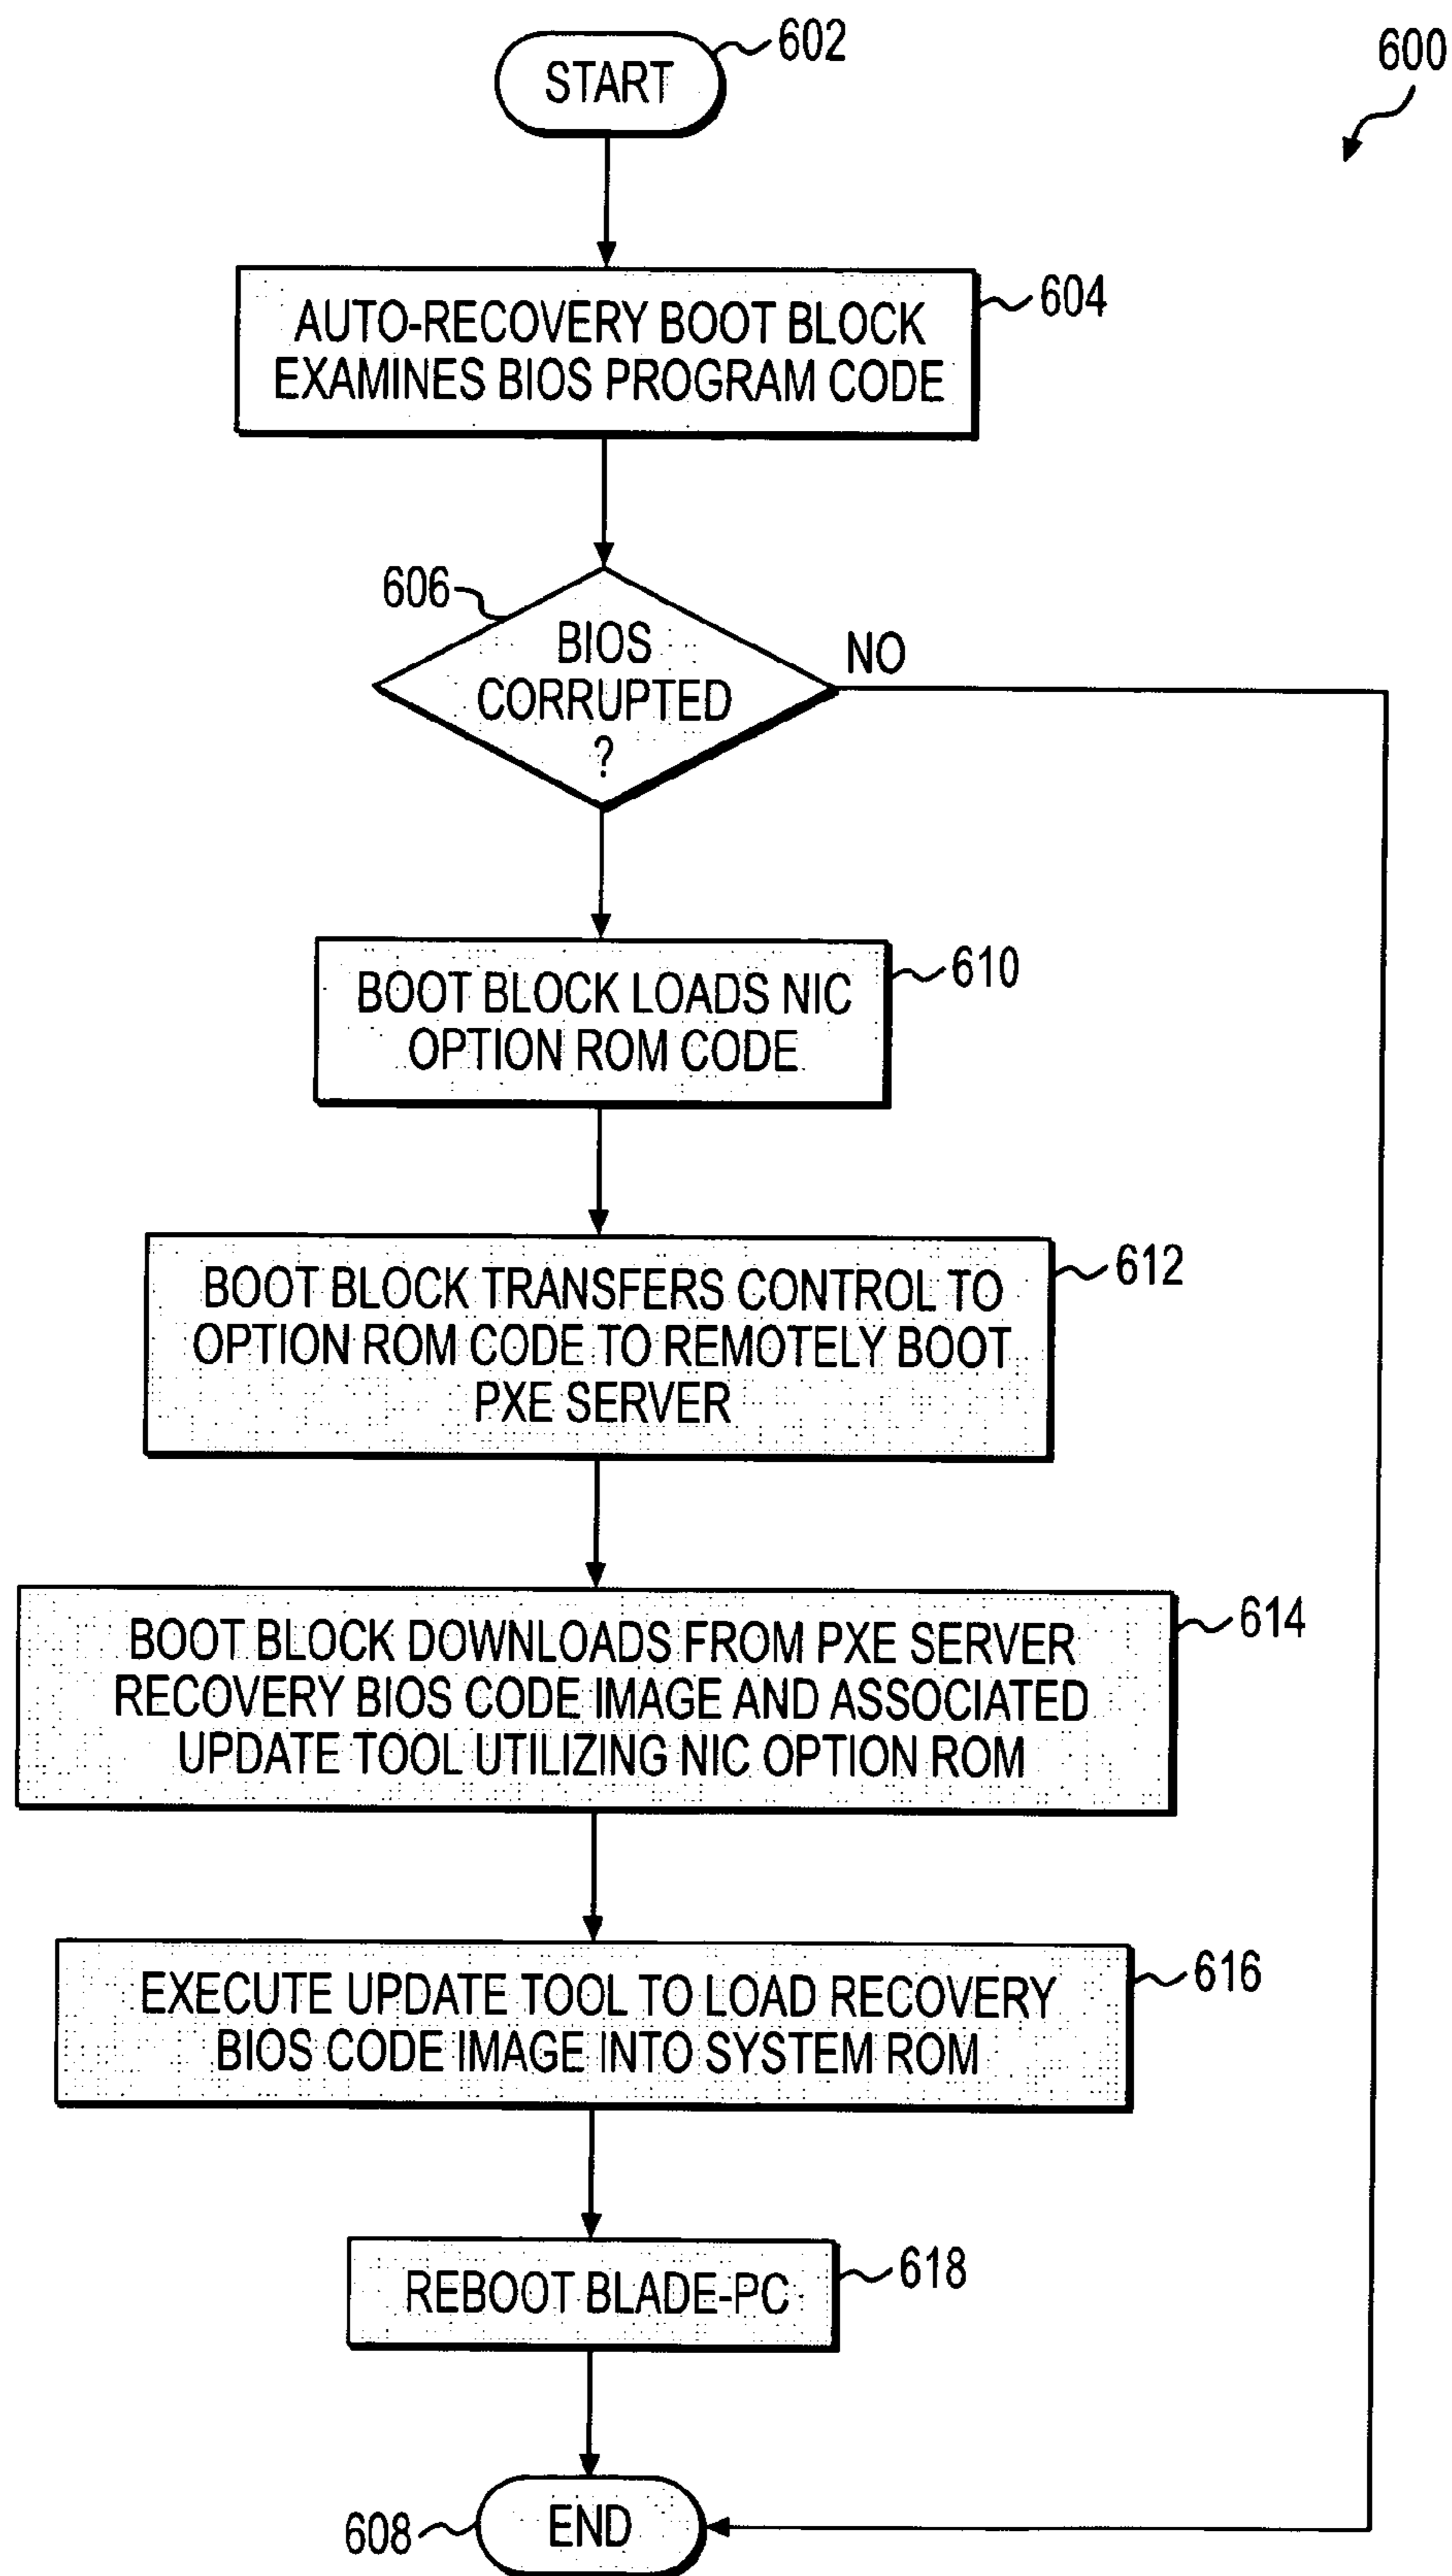 START
602
600
AUTO-RECOVERY BOOT BLOCK
EXAMINES BIOS PROGRAM CODE
604
606
BIOS
CORRUPTED
?
NO
BOOT BLOCK LOADS NIC
OPTION ROM CODE
610
BOOT BLOCK TRANSFERS CONTROL TO
OPTION ROM CODE TO REMOTELY BOOT
PXE SERVER
612
BOOT BLOCK DOWNLOADS FROM PXE SERVER
RECOVERY BIOS CODE IMAGE AND ASSOCIATED
UPDATE TOOL UTILIZING NIC OPTION ROM
614
EXECUTE UPDATE TOOL TO LOAD RECOVERY
BIOS CODE IMAGE INTO SYSTEM ROM
616
REBOOT BLADE-PC
618
608
END